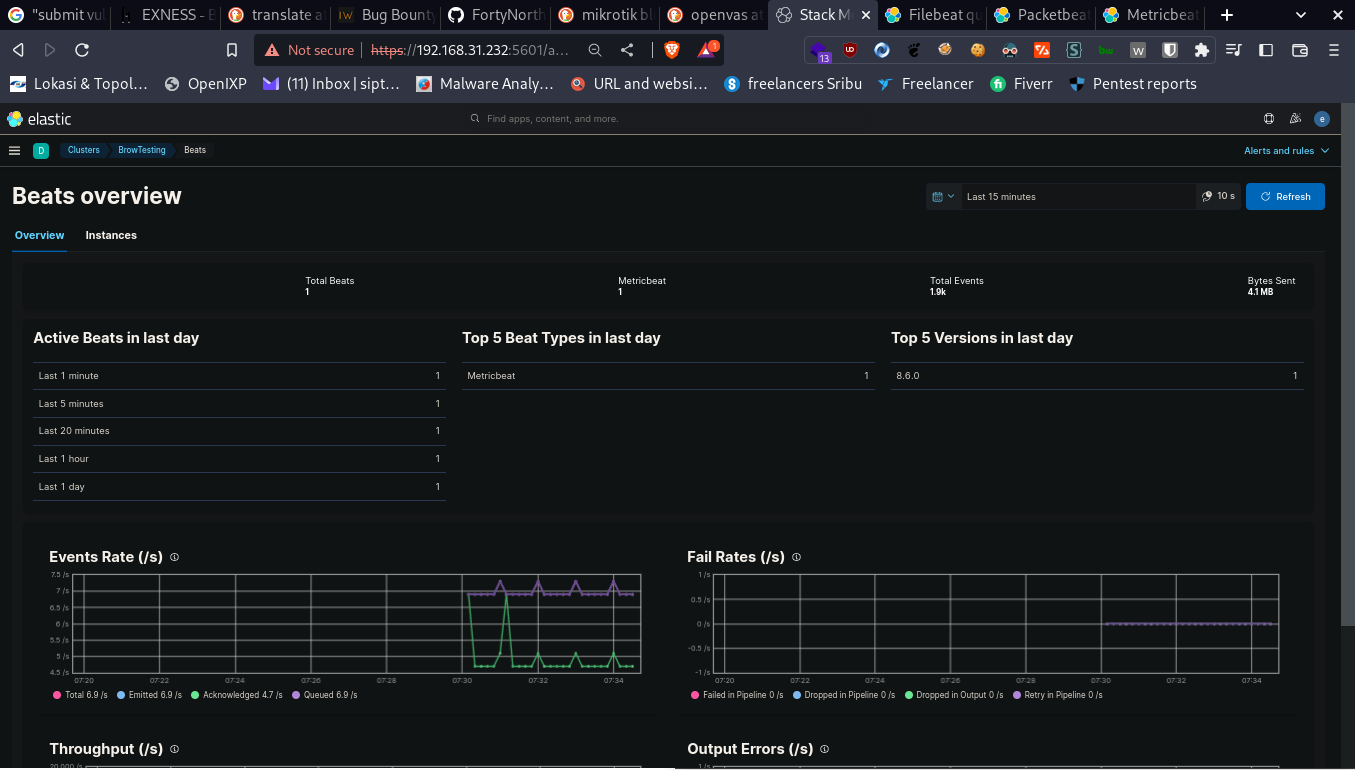 "submit vul
EXNESS - B
translate at
Bug Bounty
FortyNorth
mikrotik bl
openvas at
Stack M
Filebeat qu
Packetbeat
Metricbeat
Not secure
https://192.168.31.232:5601/a...
13
1
Lokasi & Topol...
OpenIXP
(11) Inbox | sipt...
Malware Analy...
URL and websi...
freelancers Sribu
Freelancer
Fiverr
Pentest reports
elastic
Find apps, content, and more.
e
D
Clusters
BrowTesting
Beats
Alerts and rules
Beats overview
Last 15 minutes
10 s
Refresh
Overview
Instances
Total Beats
1
Metricbeat
1
Total Events
1.9k
Bytes Sent
4.1 MB
Active Beats in last day
Last 1 minute 1
Last 5 minutes 1
Last 20 minutes 1
Last 1 hour 1
Last 1 day 1
Top 5 Beat Types in last day
Metricbeat 1
Top 5 Versions in last day
8.6.0 1
Events Rate (/s)
7.5 /s
7 /s
6.5 /s
6 /s
5.5 /s
5 /s
4.5 /s
07:20 07:22 07:24 07:26 07:28 07:30 07:32 07:34
Total 6.9 /s Emitted 6.9 /s Acknowledged 4.7 /s Queued 6.9 /s
Fail Rates (/s)
1 /s
0.5 /s
0 /s
-0.5 /s
-1 /s
07:20 07:22 07:24 07:26 07:28 07:30 07:32 07:34
Failed in Pipeline 0 /s Dropped in Pipeline 0 /s Dropped in Output 0 /s Retry in Pipeline 0 /s
Throughput (/s)
20,000 /s
Output Errors (/s)
1 /s